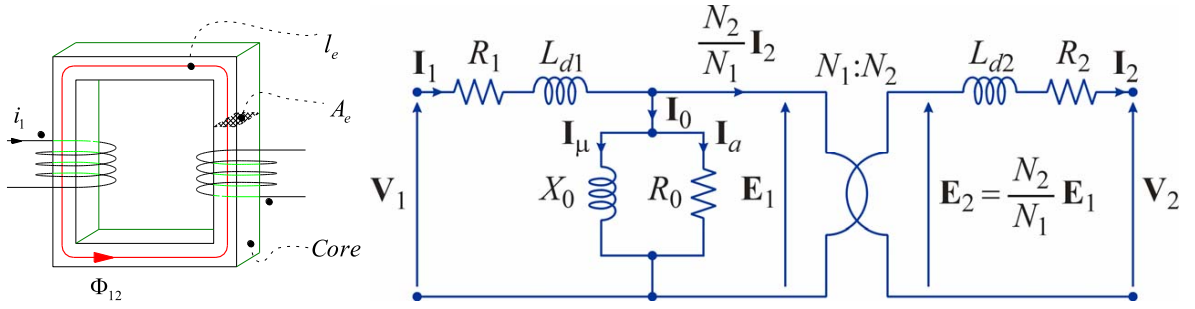 l_e
A_e
i_1
Core
Φ_12
I_1
R_1
L_d1
N_2/N_1 I_2
N_1:N_2
L_d2
R_2
I_2
I_0
I_μ
I_a
V_1
X_0
R_0
E_1
E_2 = N_2/N_1 E_1
V_2